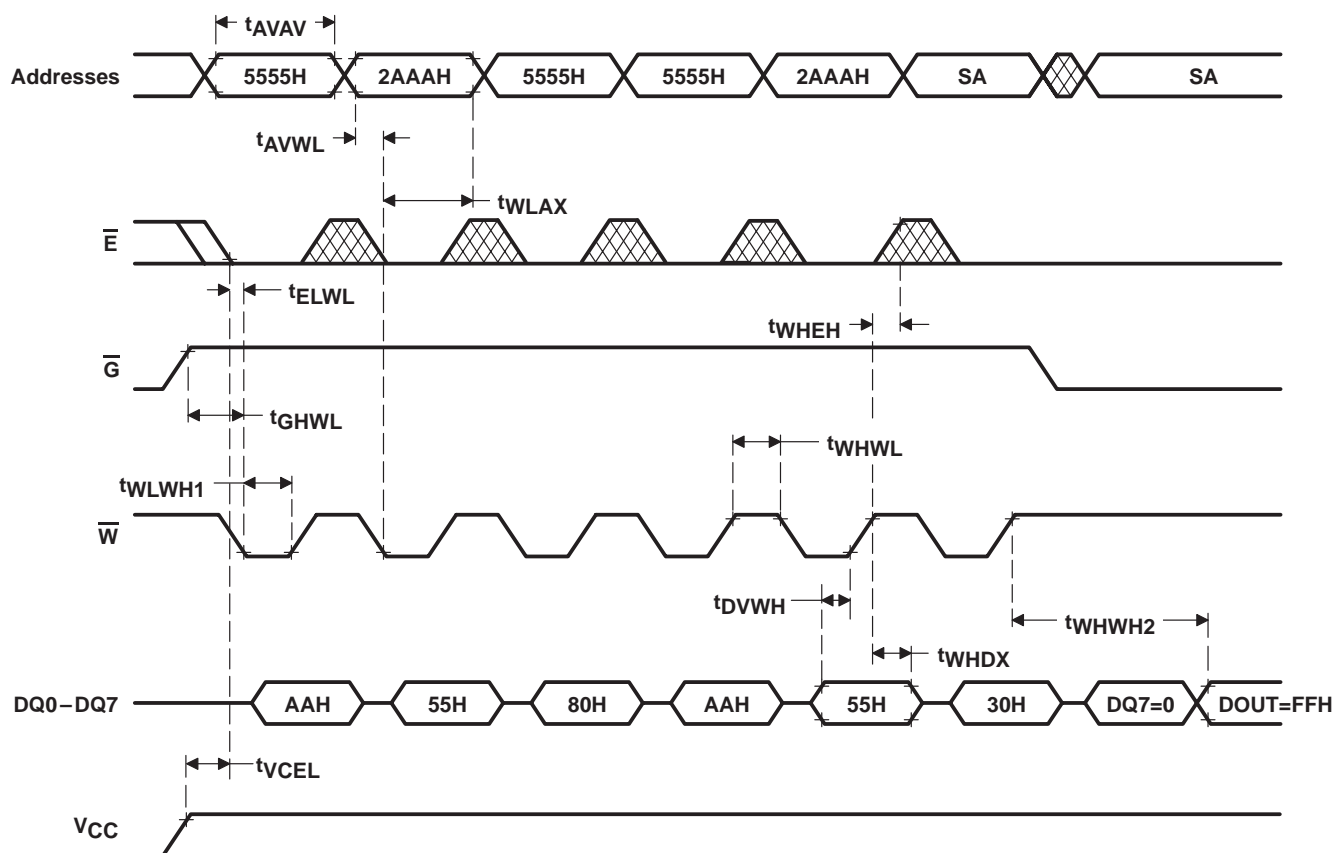 tAVAV
Addresses 5555H 2AAAH 5555H 5555H 2AAAH SA SA
tAVWL
tWLAX
E
tELWL
tWHEH
G
tGHWL
tWHWL
tWLWH1
W
tDVWH
tWHWH2
tWHDX
DQ0–DQ7 AAH 55H 80H AAH 55H 30H DQ7=0 DOUT=FFH
tVCEL
VCC